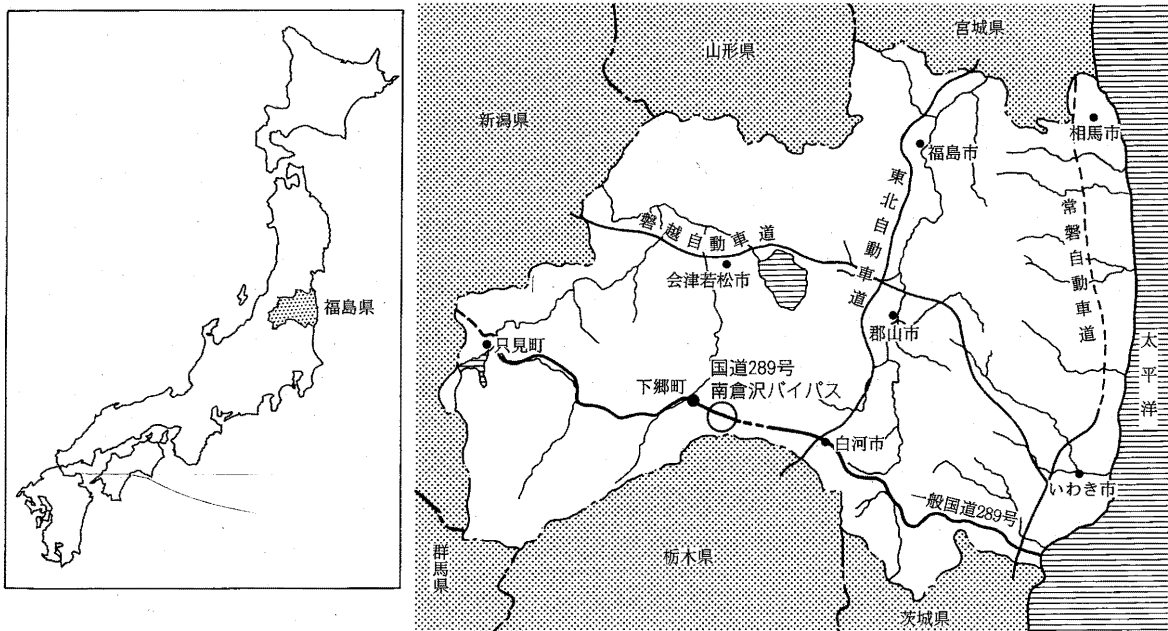 福島県
宮城県
山形県
新潟県
相馬市
福島市
東北自動車道
常磐自動車道
磐越自動車道
会津若松市
郡山市
只見町
太平洋
国道289号
下郷町
南倉沢バイパス
白河市
いわき市
一般国道289号
群馬県
栃木県
茨城県